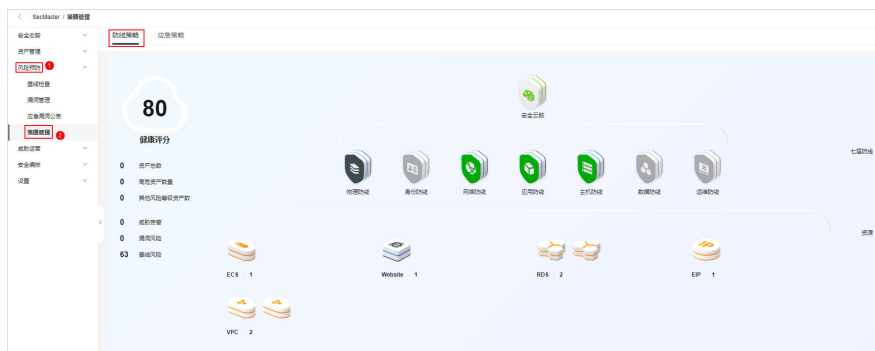 SecMaster / 策略管理
安全态势
资产管理
风险预防 1
基线检查
漏洞管理
应急漏洞公告
策略管理 2
威胁运营
安全编排
设置
防线策略 应急策略
80
健康评分
0 资产总数
0 高危资产数量
0 其他风险等级资产数
0 威胁告警
0 漏洞风险
63 基线风险
安全云脑
七层防线
物理防线 身份防线 网络防线 应用防线 主机防线 数据防线 运维防线
资源
ECS 1 Website 1 RDS 2 EIP 1
VPC 2